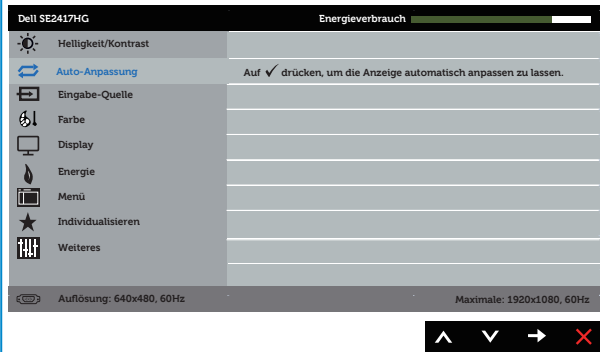 Dell SE2417HG Energieverbrauch
Helligkeit/Kontrast
Auto-Anpassung Auf ✓ drücken, um die Anzeige automatisch anpassen zu lassen.
Eingabe-Quelle
Farbe
Display
Energie
Menü
Individualisieren
Weiteres
Auflösung: 640x480, 60Hz Maximale: 1920x1080, 60Hz